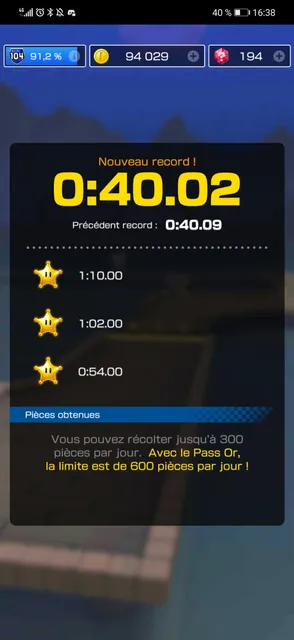 40 % 16:38
104 91,2 % i 94 029 + 194 +
Nouveau record !
0:40.02
Précédent record : 0:40.09
1:10.00
1:02.00
0:54.00
Pièces obtenues
Vous pouvez récolter jusqu'à 300
pièces par jour. Avec le Pass Or,
la limite est de 600 pièces par jour !